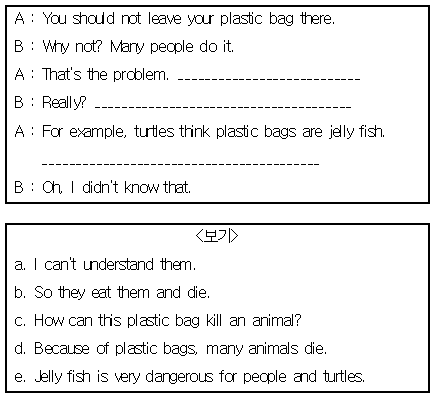 A : You should not leave your plastic bag there.
B : Why not? Many people do it.
A : That's the problem. ___________________________
B : Really? ______________________________________
A : For example, turtles think plastic bags are jelly fish.
_________________________________________
B : Oh, I didn't know that.
<보기>
a. I can't understand them.
b. So they eat them and die.
c. How can this plastic bag kill an animal?
d. Because of plastic bags, many animals die.
e. Jelly fish is very dangerous for people and turtles.